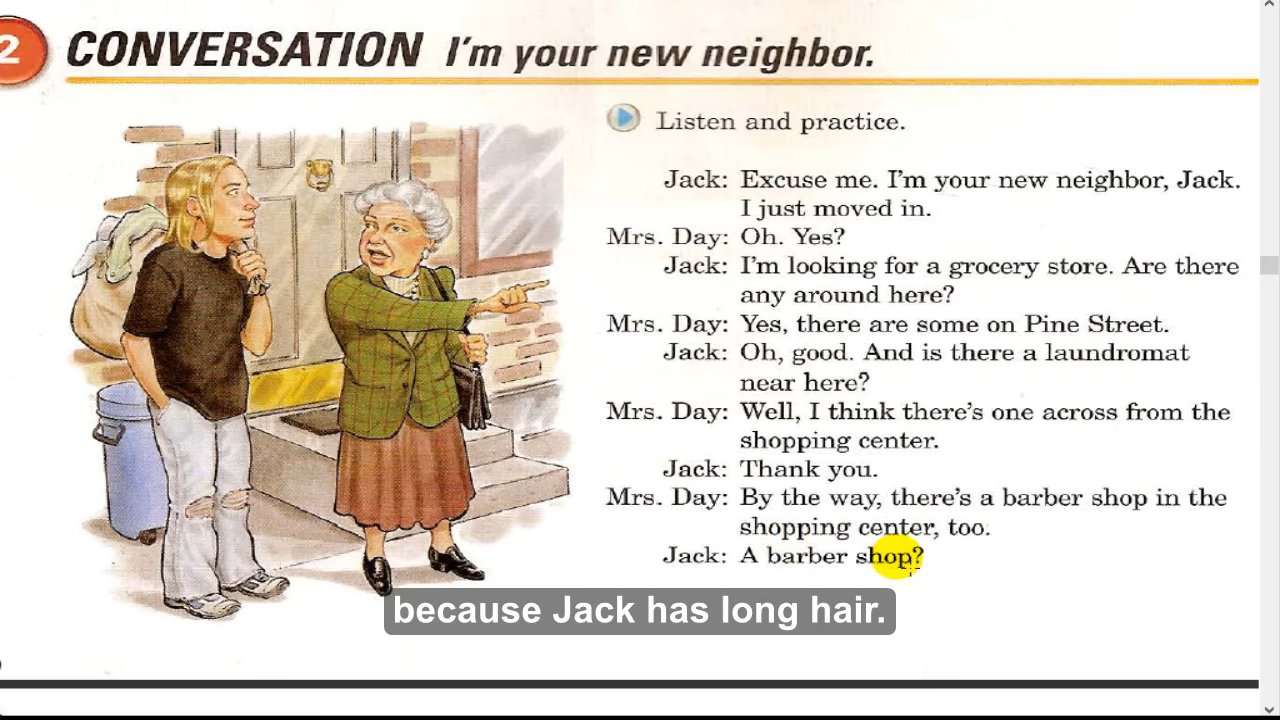 2 CONVERSATION I'm your new neighbor.
Listen and practice.
Jack: Excuse me. I'm your new neighbor, Jack.
I just moved in.
Mrs. Day: Oh. Yes?
Jack: I'm looking for a grocery store. Are there
any around here?
Mrs. Day: Yes, there are some on Pine Street.
Jack: Oh, good. And is there a laundromat
near here?
Mrs. Day: Well, I think there's one across from the
shopping center.
Jack: Thank you.
Mrs. Day: By the way, there's a barber shop in the
shopping center, too.
Jack: A barber shop?
because Jack has long hair.